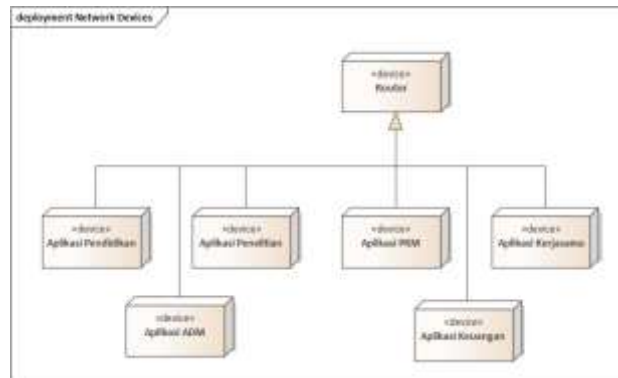 deployment Network Devices
«device»
Router
«device»
Aplikasi Pendidikan
«device»
Aplikasi Penelitian
«device»
Aplikasi PKM
«device»
Aplikasi Kerjasama
«device»
Aplikasi ADM
«device»
Aplikasi Keuangan